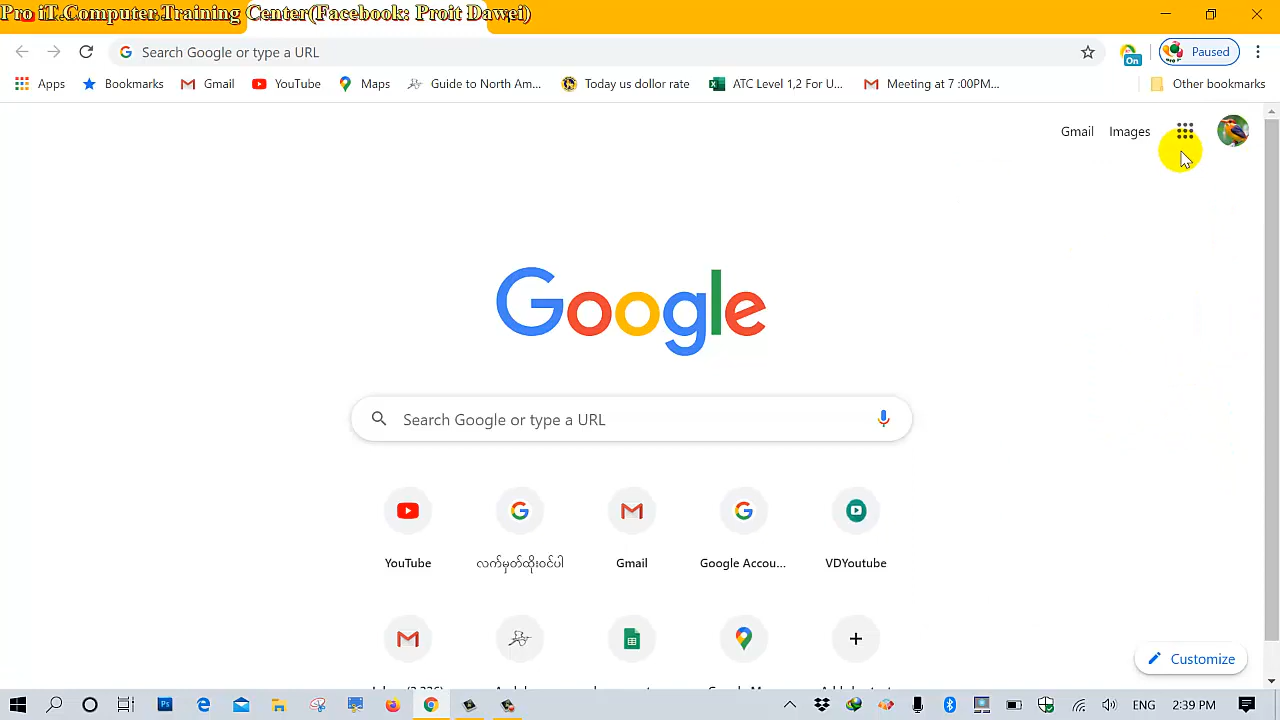 Pro iT.Computer.Training Center(Facebook: Proit Dawei)
Search Google or type a URL
On
Paused
Apps
Bookmarks
Gmail
YouTube
Maps
Guide to North Am...
Today us dollor rate
ATC Level 1,2 For U...
Meeting at 7 :00PM...
Other bookmarks
Gmail
Images
Google
Search Google or type a URL
YouTube
လက်မှတ်ထိုးဝင်ပါ
Gmail
Google Accou...
VDYoutube
Customize
ENG
2:39 PM